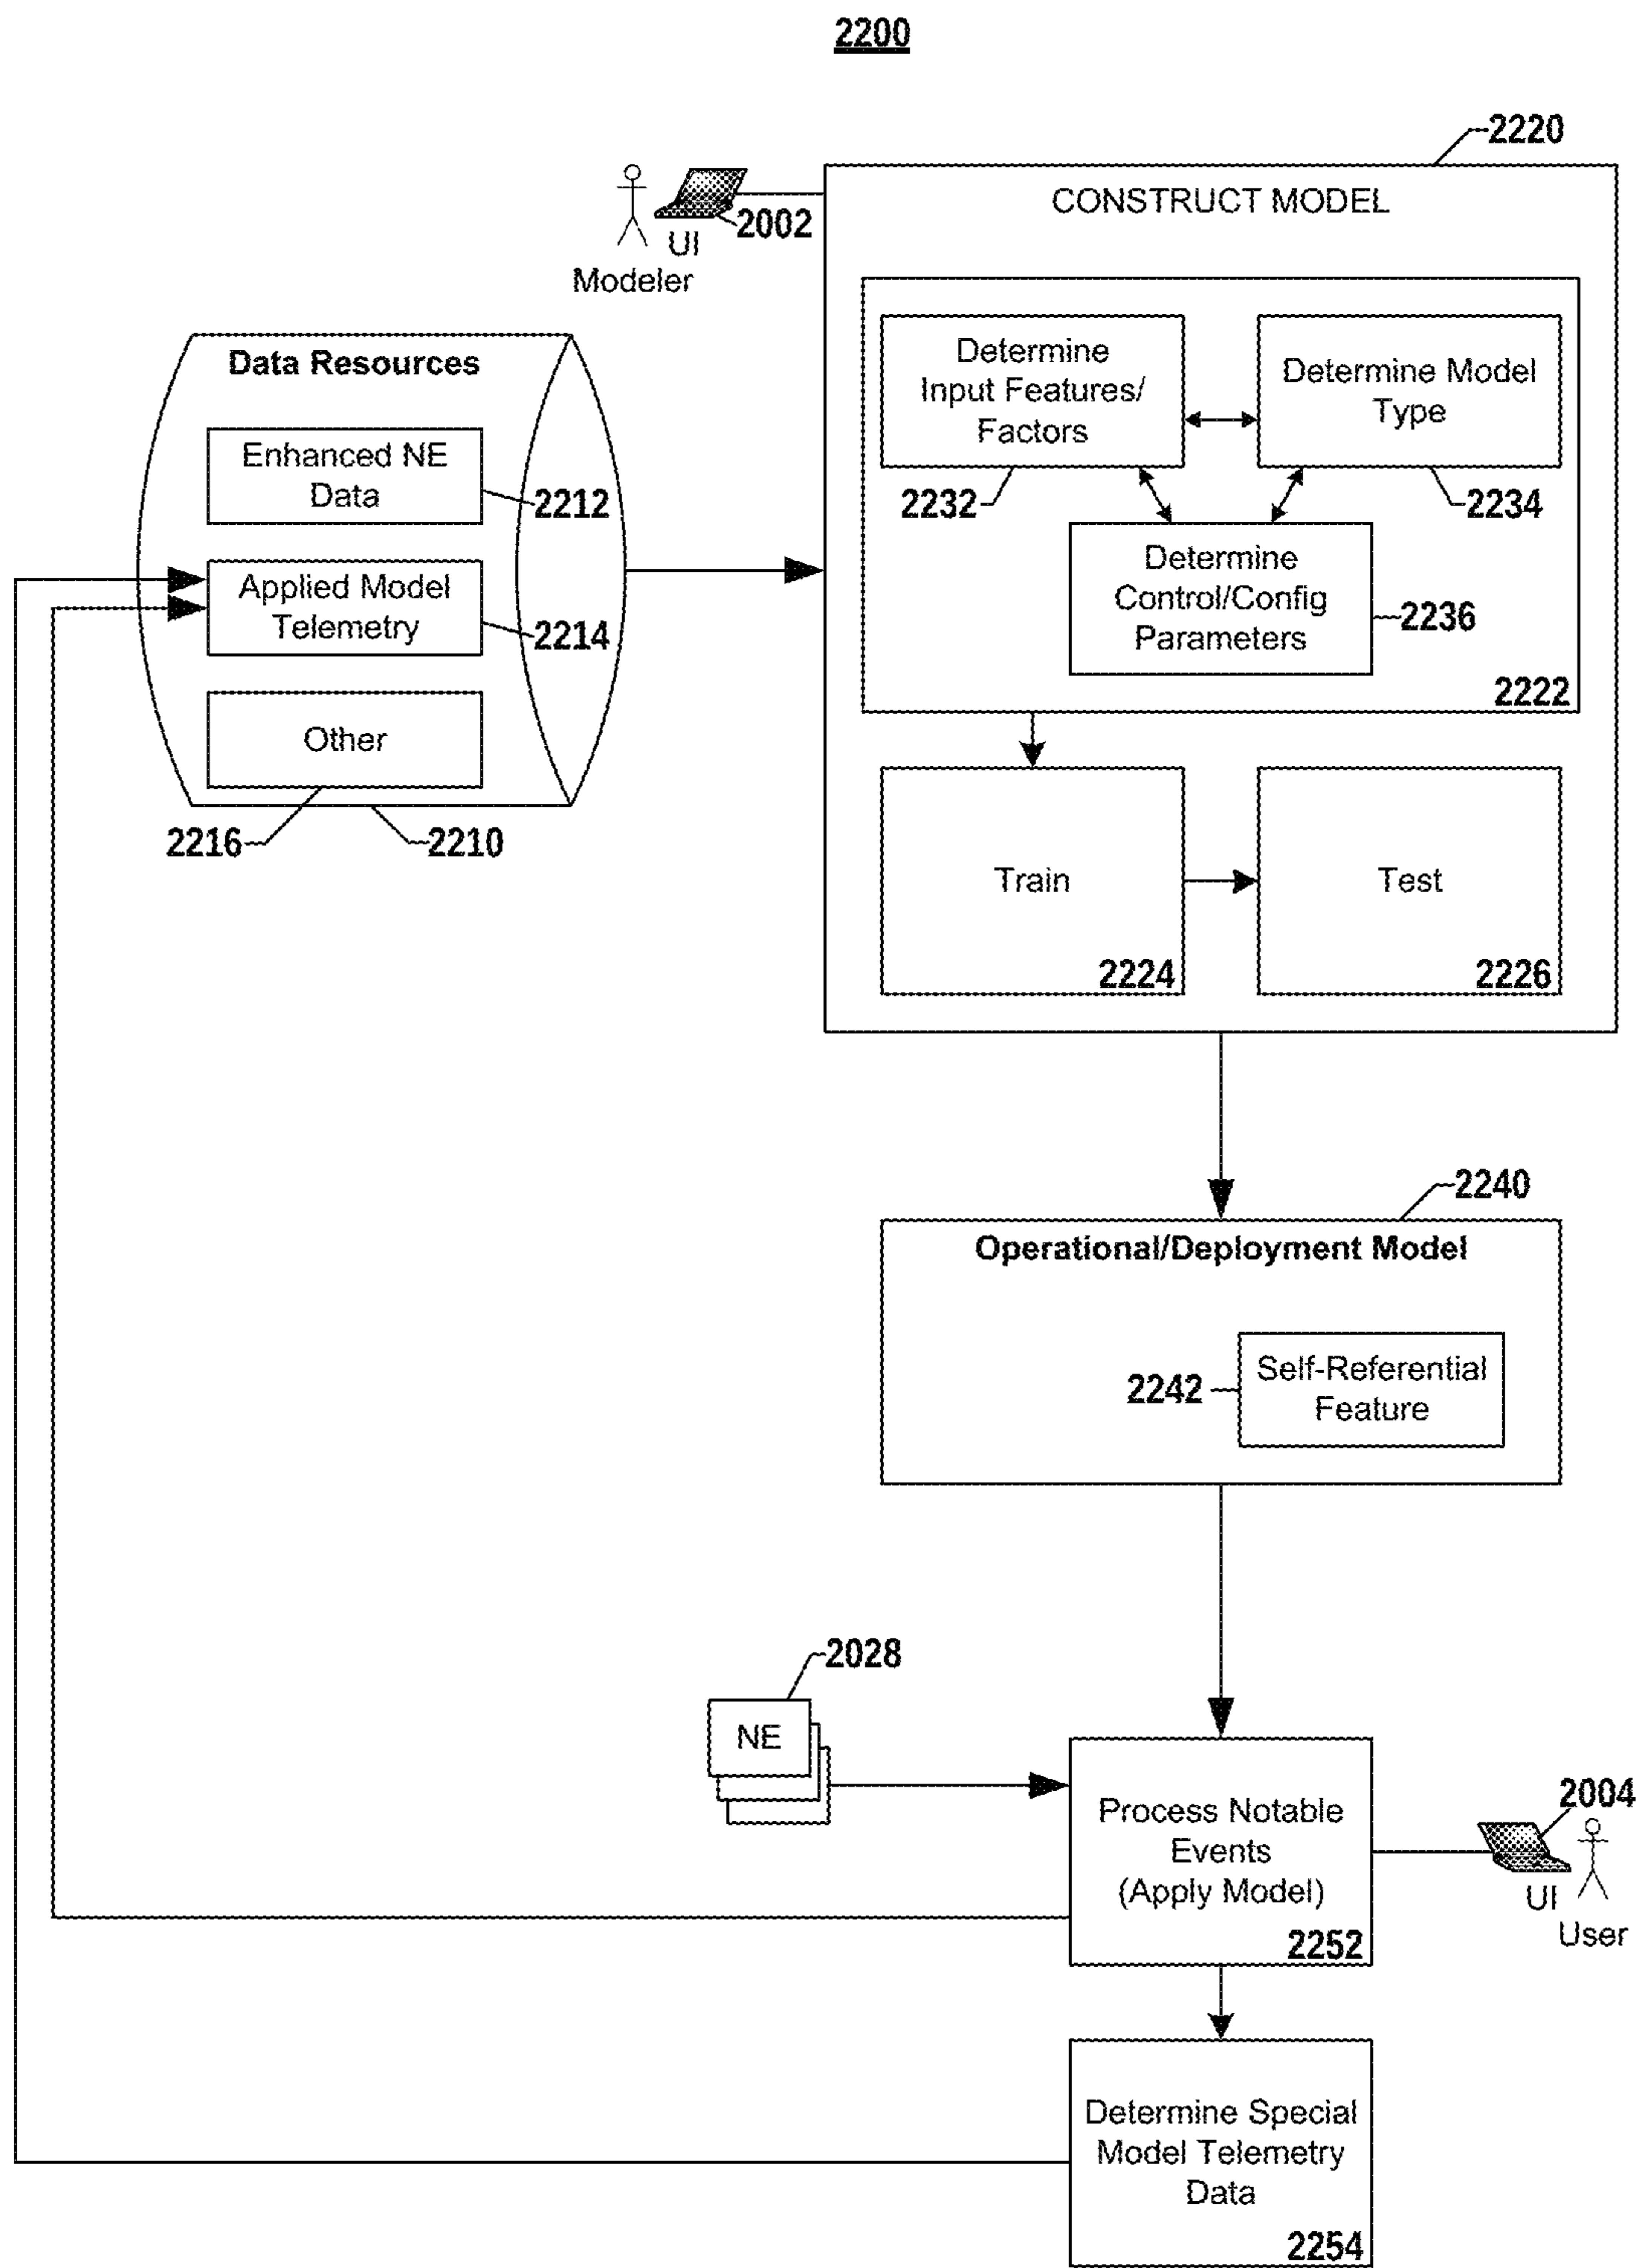 2200
2220
CONSTRUCT MODEL
2002
UI
Modeler
Data Resources
Enhanced NE
Data
2212
Applied Model
Telemetry
2214
Other
2216
2210
Determine
Input Features/
Factors
2232
Determine Model
Type
2234
Determine
Control/Config
Parameters
2236
2222
Train
2224
Test
2226
2240
Operational/Deployment Model
2242
Self-Referential
Feature
2028
NE
Process Notable
Events
(Apply Model)
2252
2004
UI
User
Determine Special
Model Telemetry
Data
2254